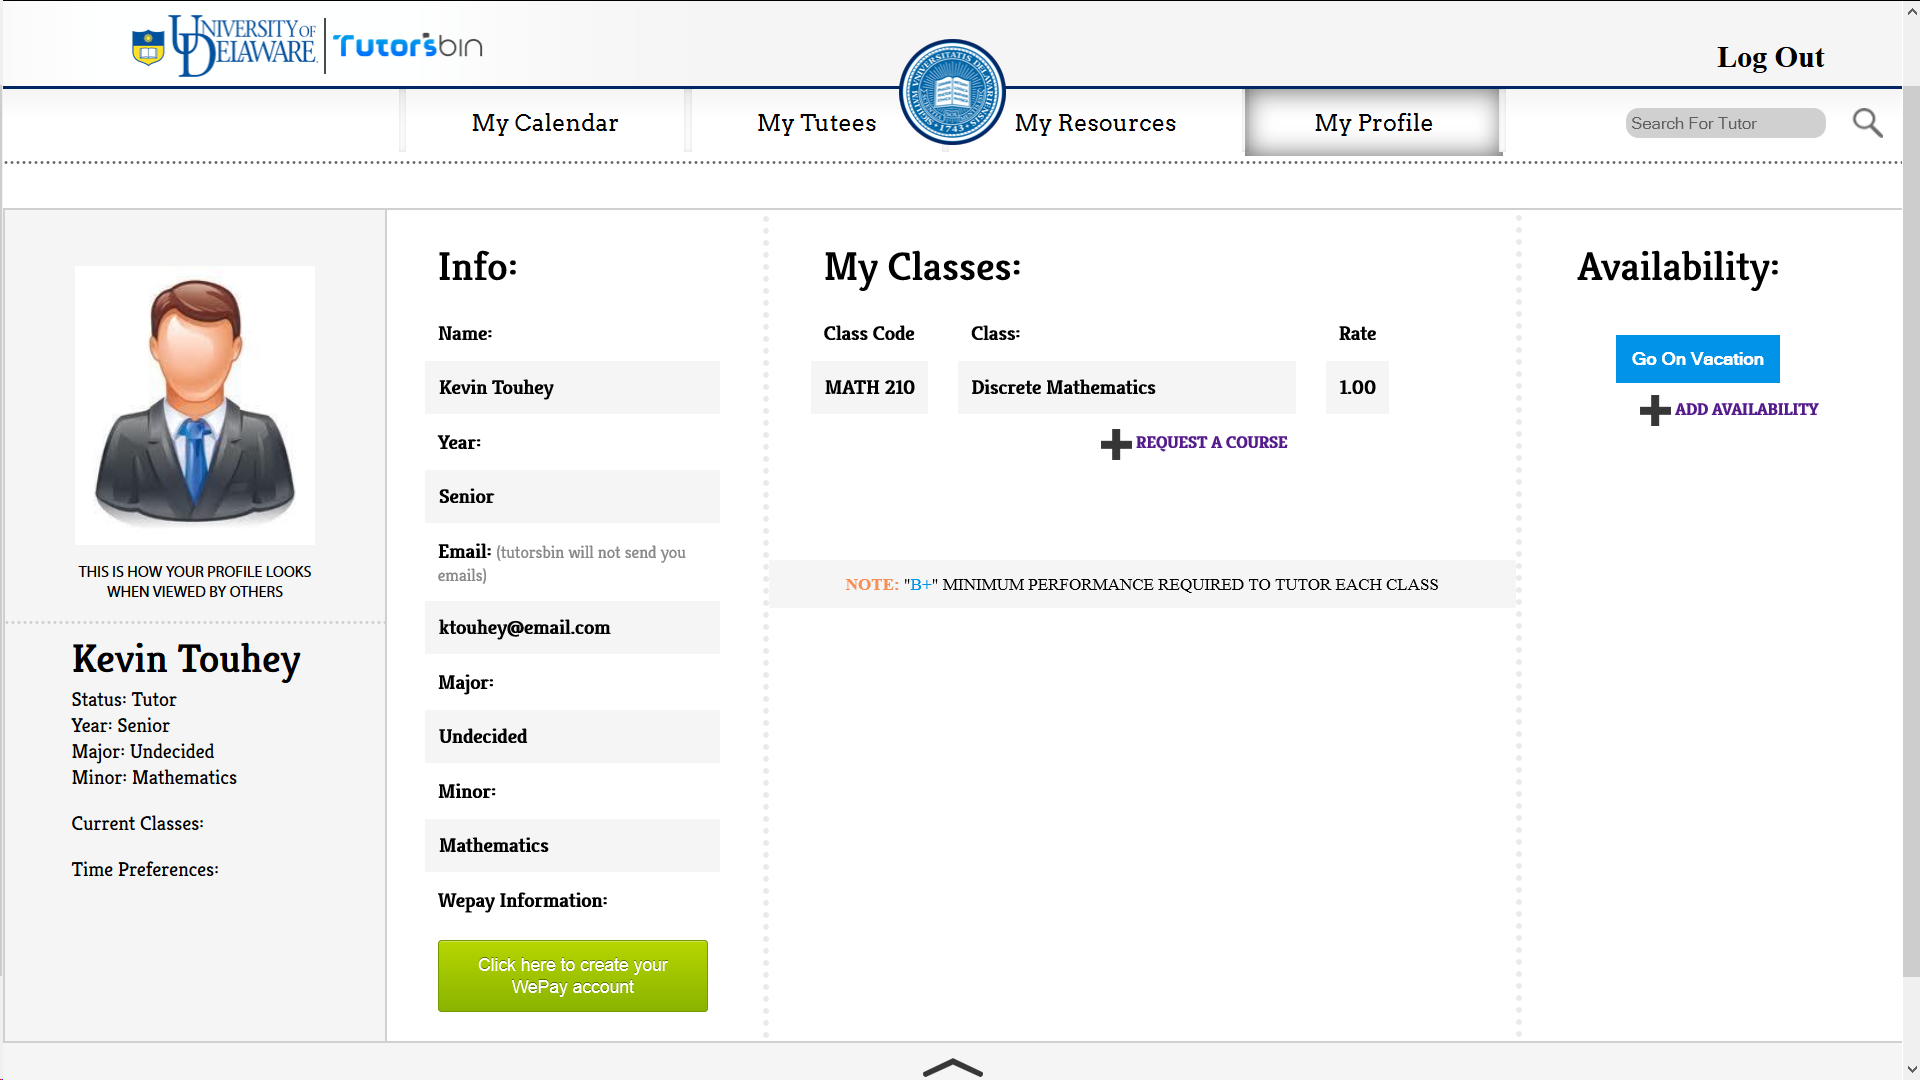 UNIVERSITY OF
DELAWARE.
Tutorsbin
Log Out
My Calendar
My Tutees
1743
My Resources
My Profile
Search For Tutor
THIS IS HOW YOUR PROFILE LOOKS
WHEN VIEWED BY OTHERS
Kevin Touhey
Status: Tutor
Year: Senior
Major: Undecided
Minor: Mathematics
Current Classes:
Time Preferences:
Info:
Name:
Kevin Touhey
Year:
Senior
Email: (tutorsbin will not send you
emails)
ktouhey@email.com
Major:
Undecided
Minor:
Mathematics
Wepay Information:
Click here to create your
WePay account
My Classes:
Class Code Class: Rate
MATH 210 Discrete Mathematics 1.00
REQUEST A COURSE
NOTE: "B+" MINIMUM PERFORMANCE REQUIRED TO TUTOR EACH CLASS
Availability:
Go On Vacation
ADD AVAILABILITY